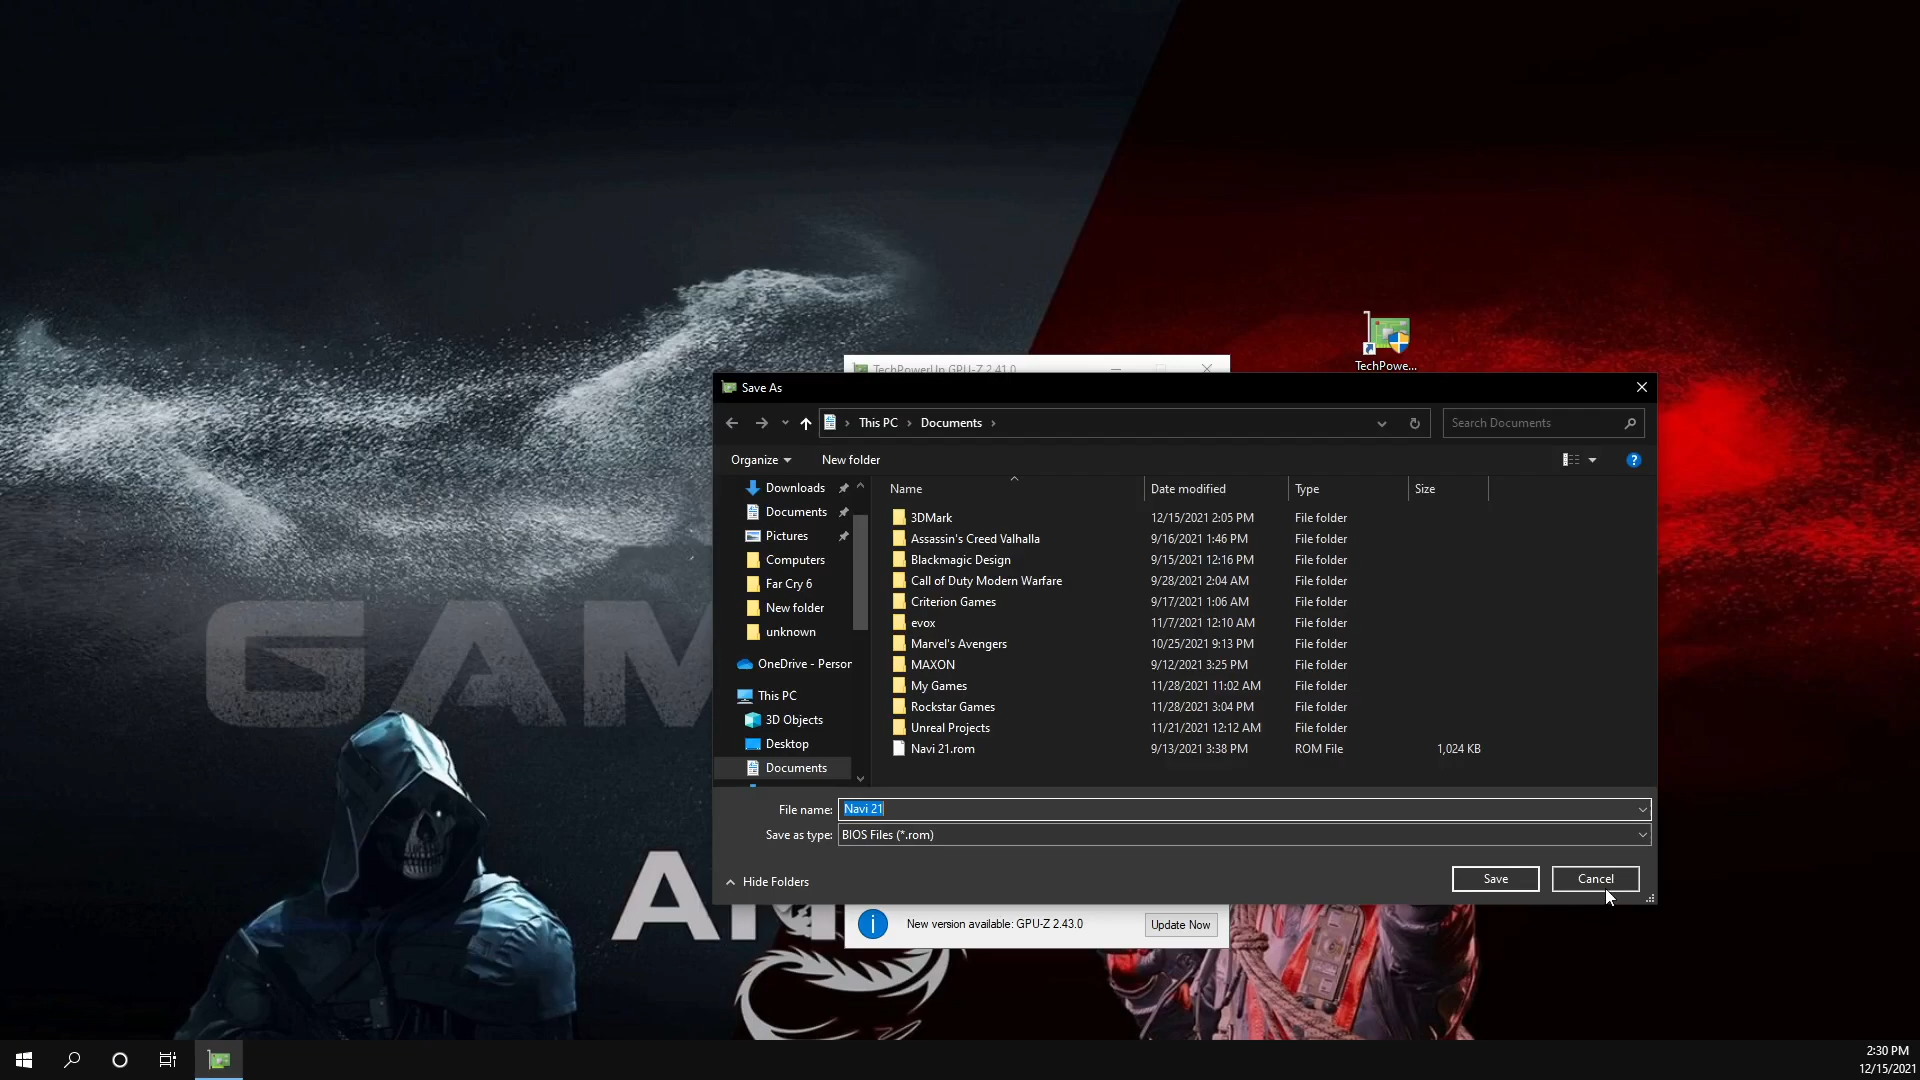 TechPowe...
TechPowerUp GPU-Z 2.41.0
Save As
This PC
Documents
Search Documents
Organize
New folder
?
Downloads
Documents
Pictures
Computers
Far Cry 6
New folder
unknown
OneDrive - Person
This PC
3D Objects
Desktop
Documents
Name Date modified Type Size
3DMark 12/15/2021 2:05 PM File folder
Assassin's Creed Valhalla 9/16/2021 1:46 PM File folder
Blackmagic Design 9/15/2021 12:16 PM File folder
Call of Duty Modern Warfare 9/28/2021 2:04 AM File folder
Criterion Games 9/17/2021 1:06 AM File folder
evox 11/7/2021 12:10 AM File folder
Marvel's Avengers 10/25/2021 9:13 PM File folder
MAXON 9/12/2021 3:25 PM File folder
My Games 11/28/2021 11:02 AM File folder
Rockstar Games 11/28/2021 3:04 PM File folder
Unreal Projects 11/21/2021 12:12 AM File folder
Navi 21.rom 9/13/2021 3:38 PM ROM File 1,024 KB
File name: Navi 21
Save as type: BIOS Files (*.rom)
Hide Folders
Save
Cancel
GAM
New version available: GPU-Z 2.43.0
Update Now
2:30 PM
12/15/2021